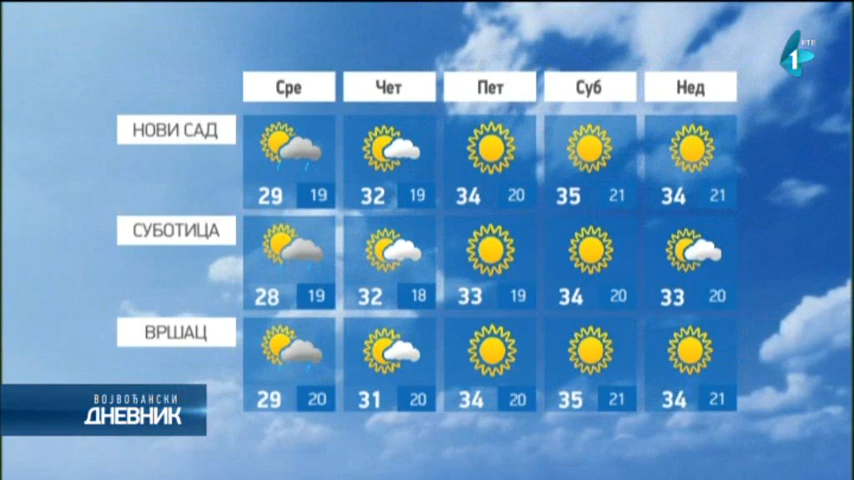 РТВ
1
Сре Чет Пет Суб Нед
НОВИ САД
29 19 32 19 34 20 35 21 34 21
СУБОТИЦА
28 19 32 18 33 19 34 20 33 20
ВРШАЦ
29 20 31 20 34 20 35 21 34 21
ВОЈВОЂАНСКИ
ДНЕВНИК